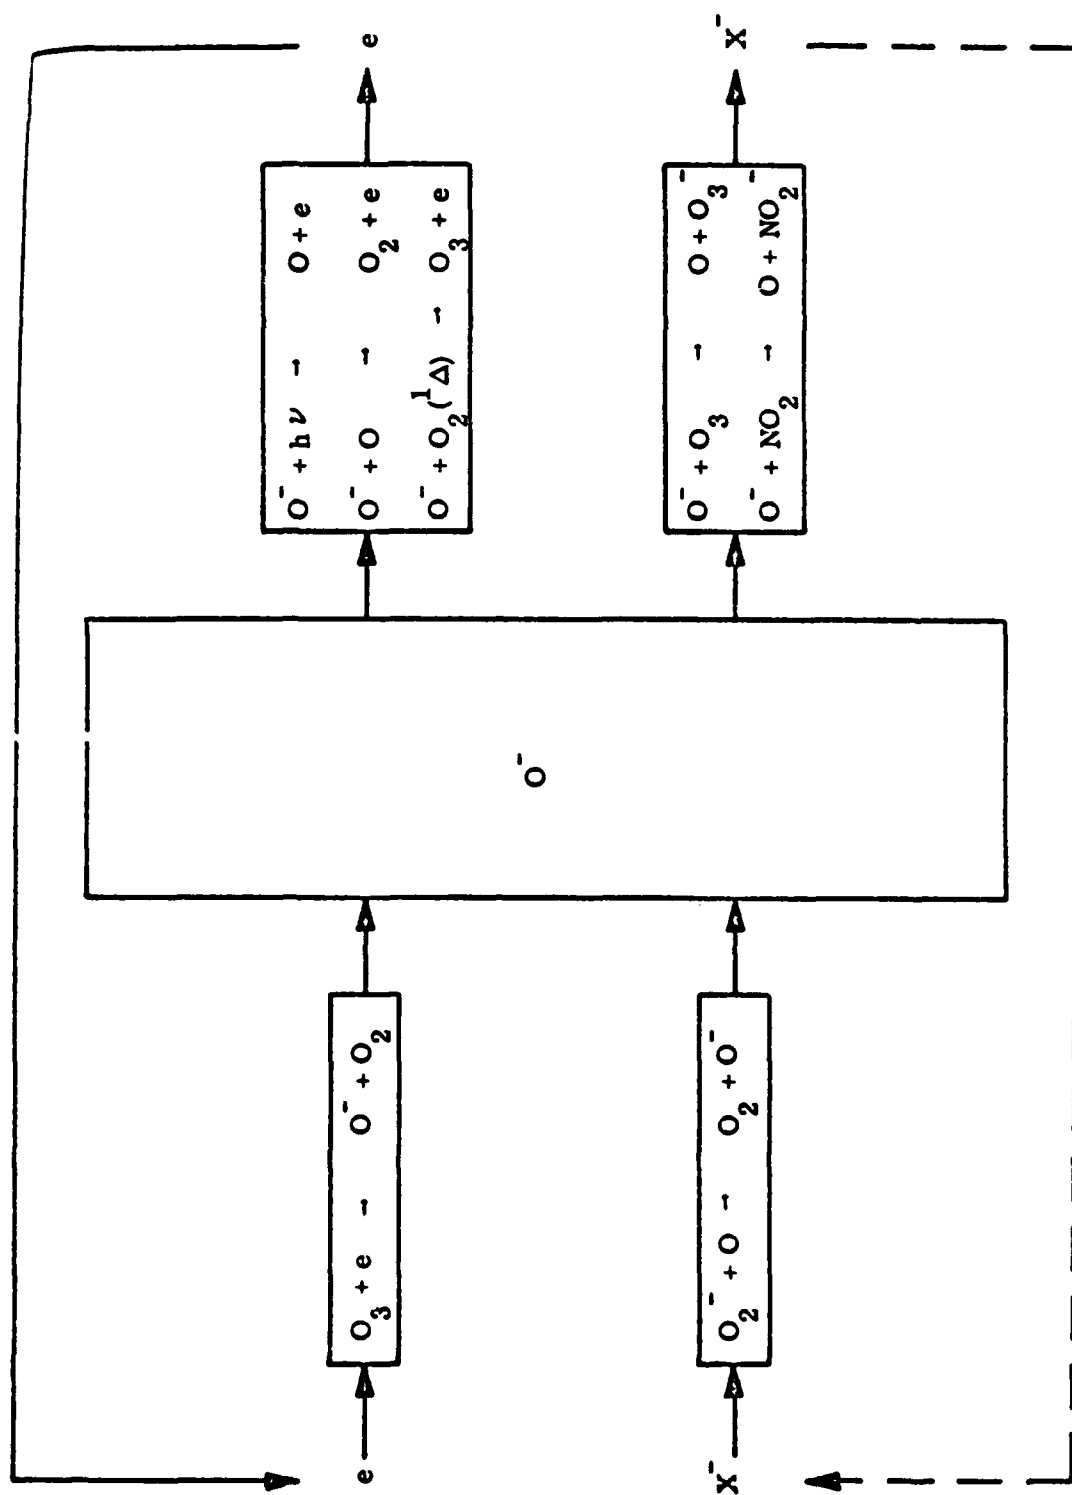 e
O₃ + e → O⁻ + O₂
O⁻ + hν → O + e
O⁻ + O → O₂ + e
O⁻ + O₂(¹Δ) → O₃ + e
e
O⁻
X⁻
O₂⁻ + O → O₂ + O⁻
O⁻ + O₃ → O + O₃⁻
O⁻ + NO₂ → O + NO₂⁻
X⁻